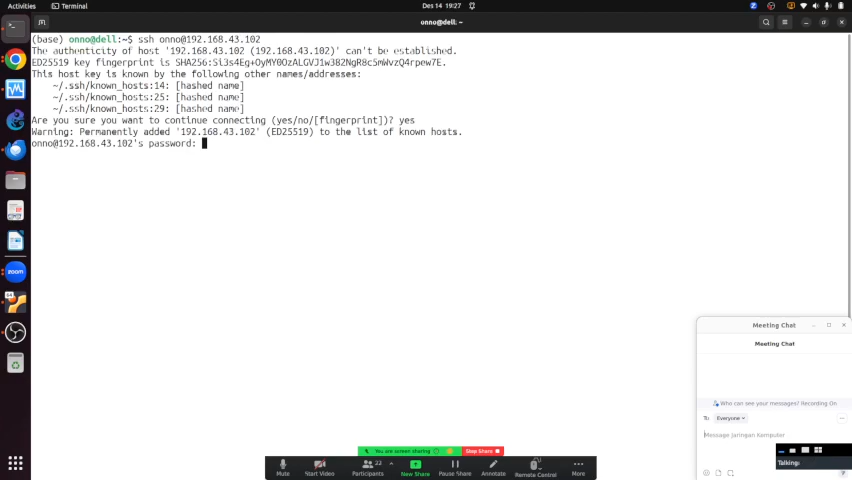 Activities
Terminal
Des 14 19:27
onno@dell: ~
(base) onno@dell:~$ ssh onno@192.168.43.102
The authenticity of host '192.168.43.102 (192.168.43.102)' can't be established.
ED25519 key fingerprint is SHA256:Si3s4Eg+OyMY0OzALGVJ1w382NgR8c5mWvzQ4rpew7E.
This host key is known by the following other names/addresses:
~/.ssh/known_hosts:14: [hashed name]
~/.ssh/known_hosts:25: [hashed name]
~/.ssh/known_hosts:29: [hashed name]
Are you sure you want to continue connecting (yes/no/[fingerprint])? yes
Warning: Permanently added '192.168.43.102' (ED25519) to the list of known hosts.
onno@192.168.43.102's password:
zoom
Meeting Chat
Meeting Chat
Who can see your messages? Recording On
To: Everyone
Message Jaringan Komputer
Talking:
You are screen sharing
Stop Share
Mute
Start Video
Participants
22
New Share
Pause Share
Annotate
Remote Control
More